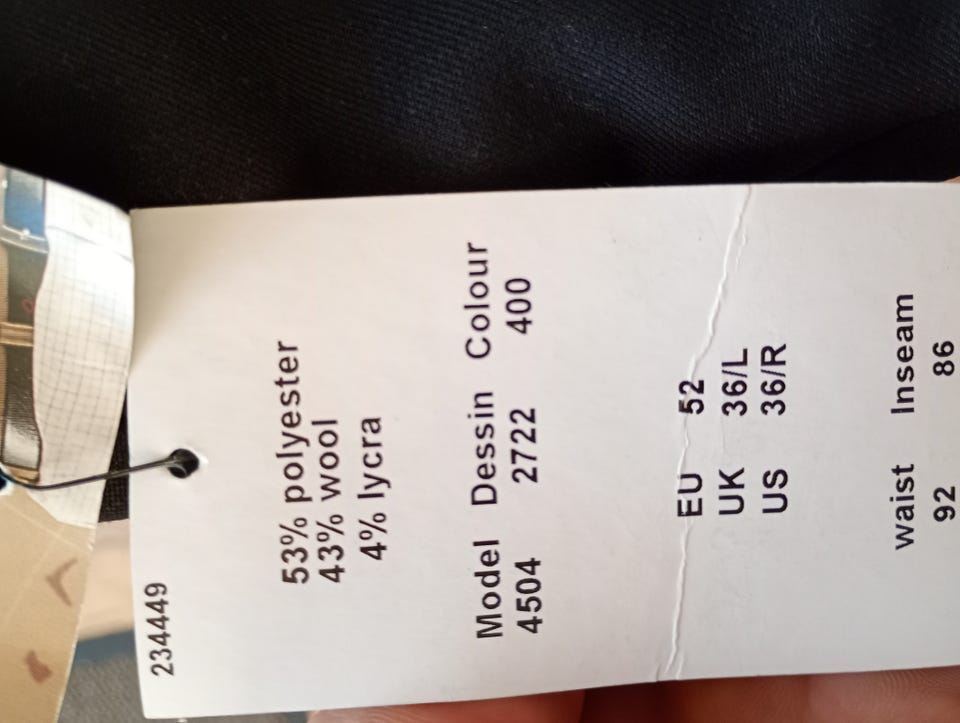 234449
53% polyester
43% wool
4% lycra
Model Dessin Colour
4504 2722 400
EU 52
UK 36/L
US 36/R
waist Inseam
92 86